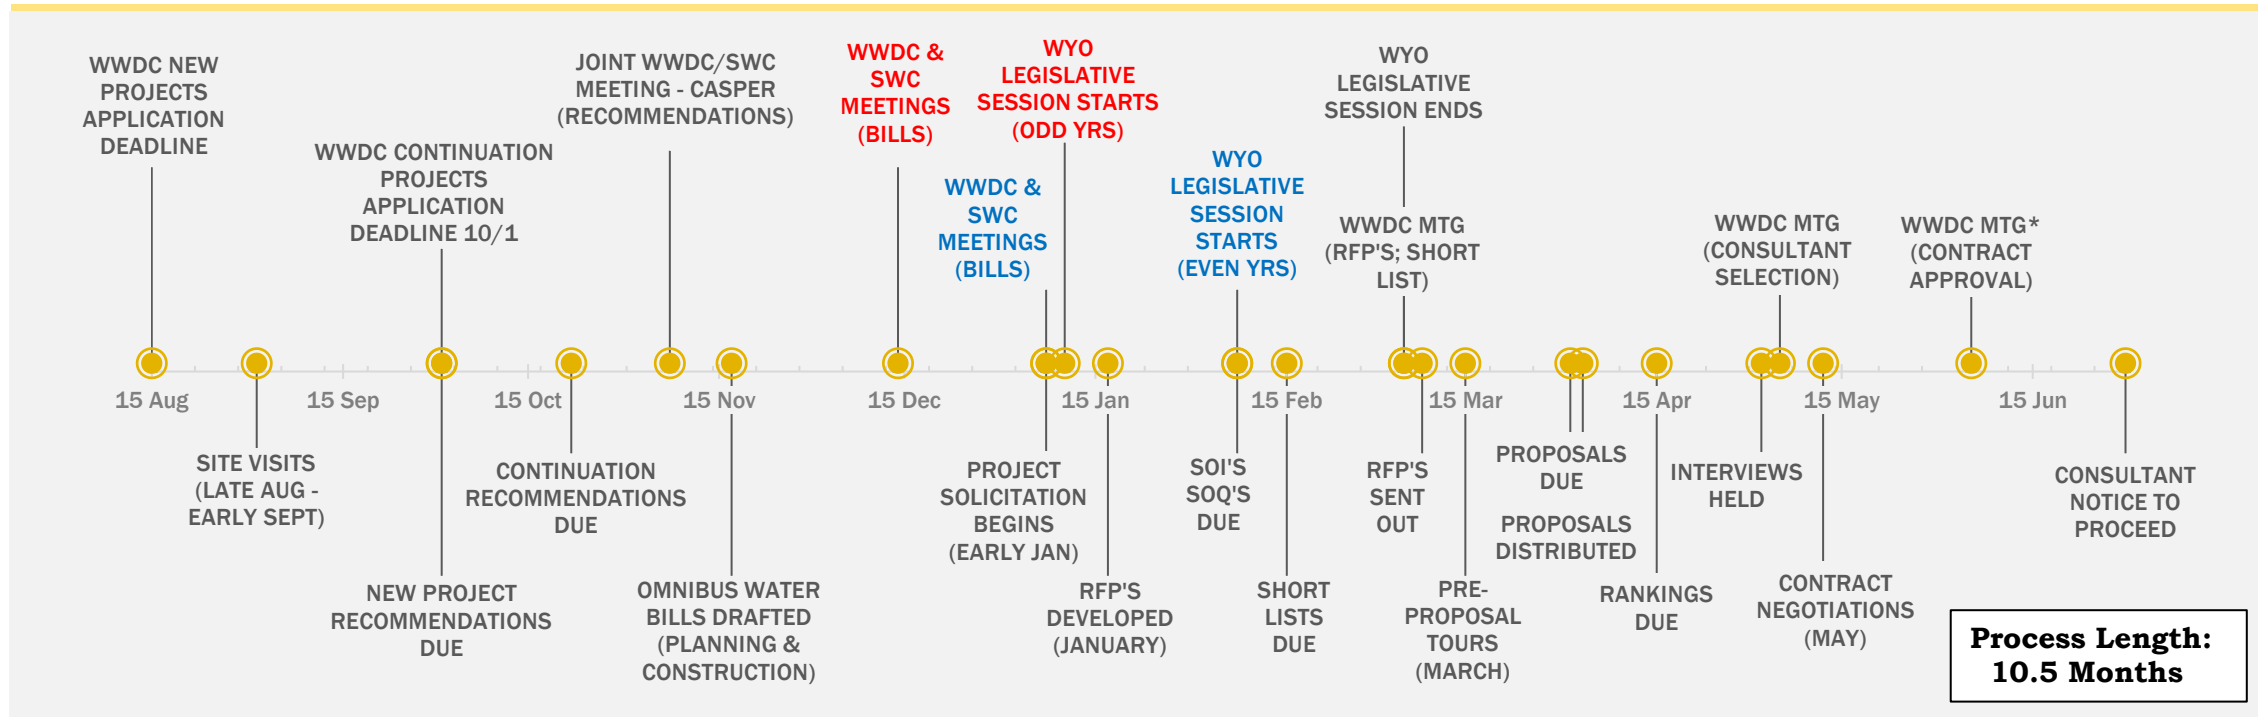 WWDC NEW
PROJECTS
APPLICATION
DEADLINE
WWDC CONTINUATION
PROJECTS
APPLICATION
DEADLINE 10/1
JOINT WWDC/SWC
MEETING - CASPER
(RECOMMENDATIONS)
WWDC &
SWC
MEETINGS
(BILLS)
WWDC &
SWC
MEETINGS
(BILLS)
WYO
LEGISLATIVE
SESSION STARTS
(ODD YRS)
WYO
LEGISLATIVE
SESSION
STARTS
(EVEN YRS)
WYO
LEGISLATIVE
SESSION ENDS
WWDC MTG
(RFP'S; SHORT
LIST)
WWDC MTG
(CONSULTANT
SELECTION)
WWDC MTG*
(CONTRACT
APPROVAL)
15 Aug
15 Sep
15 Oct
15 Nov
15 Dec
15 Jan
15 Feb
15 Mar
15 Apr
15 May
15 Jun
SITE VISITS
(LATE AUG -
EARLY SEPT)
NEW PROJECT
RECOMMENDATIONS
DUE
CONTINUATION
RECOMMENDATIONS
DUE
OMNIBUS WATER
BILLS DRAFTED
(PLANNING &
CONSTRUCTION)
PROJECT
SOLICITATION
BEGINS
(EARLY JAN)
RFP'S
DEVELOPED
(JANUARY)
SOI'S
SOQ'S
DUE
SHORT
LISTS
DUE
RFP'S
SENT
OUT
PRE-
PROPOSAL
TOURS
(MARCH)
PROPOSALS
DUE
PROPOSALS
DISTRIBUTED
RANKINGS
DUE
INTERVIEWS
HELD
CONTRACT
NEGOTIATIONS
(MAY)
CONSULTANT
NOTICE TO
PROCEED
Process Length:
10.5 Months